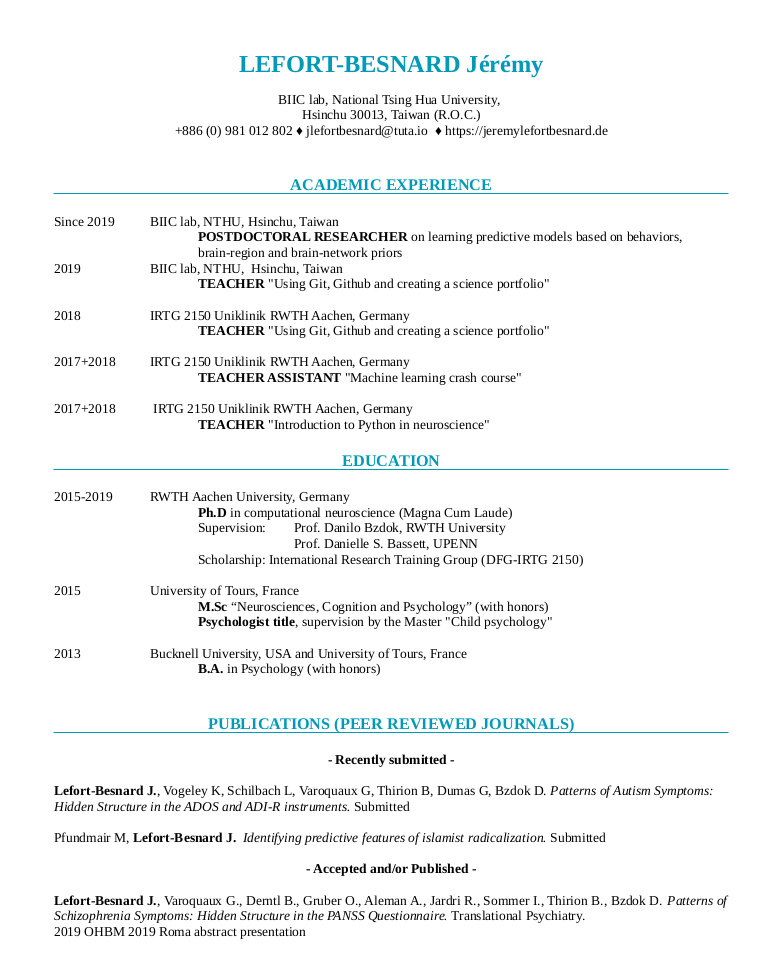 LEFORT-BESNARD Jérémy
BIIC lab, National Tsing Hua University,
Hsinchu 30013, Taiwan (R.O.C.)
+886 (0) 981 012 802 ♦ jlefortbesnard@tuta.io ♦ https://jeremylefortbesnard.de
ACADEMIC EXPERIENCE
Since 2019 BIIC lab, NTHU, Hsinchu, Taiwan
POSTDOCTORAL RESEARCHER on learning predictive models based on behaviors,
brain-region and brain-network priors
2019 BIIC lab, NTHU, Hsinchu, Taiwan
TEACHER "Using Git, Github and creating a science portfolio"
2018 IRTG 2150 Uniklinik RWTH Aachen, Germany
TEACHER "Using Git, Github and creating a science portfolio"
2017+2018 IRTG 2150 Uniklinik RWTH Aachen, Germany
TEACHER ASSISTANT "Machine learning crash course"
2017+2018 IRTG 2150 Uniklinik RWTH Aachen, Germany
TEACHER "Introduction to Python in neuroscience"
EDUCATION
2015-2019 RWTH Aachen University, Germany
Ph.D in computational neuroscience (Magna Cum Laude)
Supervision: Prof. Danilo Bzdok, RWTH University
Prof. Danielle S. Bassett, UPENN
Scholarship: International Research Training Group (DFG-IRTG 2150)
2015 University of Tours, France
M.Sc “Neurosciences, Cognition and Psychology” (with honors)
Psychologist title, supervision by the Master "Child psychology"
2013 Bucknell University, USA and University of Tours, France
B.A. in Psychology (with honors)
PUBLICATIONS (PEER REVIEWED JOURNALS)
- Recently submitted -
Lefort-Besnard J., Vogeley K, Schilbach L, Varoquaux G, Thirion B, Dumas G, Bzdok D. Patterns of Autism Symptoms:
Hidden Structure in the ADOS and ADI-R instruments. Submitted
Pfundmair M, Lefort-Besnard J. Identifying predictive features of islamist radicalization. Submitted
- Accepted and/or Published -
Lefort-Besnard J., Varoquaux G., Derntl B., Gruber O., Aleman A., Jardri R., Sommer I., Thirion B., Bzdok D. Patterns of
Schizophrenia Symptoms: Hidden Structure in the PANSS Questionnaire. Translational Psychiatry.
2019 OHBM 2019 Roma abstract presentation